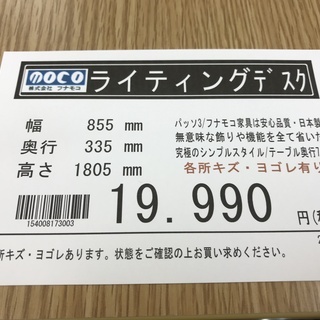 moco
株式会社 フナモコ
ライティングデスク
幅 855 mm
奥行 335 mm
高さ 1805 mm
パッソ3/フナモコ家具は安心品質・日本製
無意味な飾りや機能を全て省いた
究極のシンプルスタイル/テーブル奥行7
各所キズ・ヨゴレ有り
154008173003
19.990 円(税
所キズ・ヨゴレあります。状態をご確認の上お買い求めください。